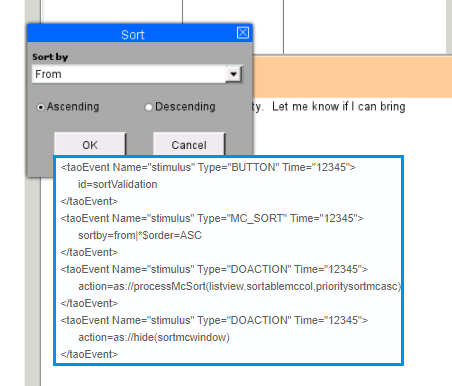 Sort
Sort by
From
Ascending Descending
ty. Let me know if I can bring
OK Cancel
<taoEvent Name="stimulus" Type="BUTTON" Time="12345">
id=sortValidation
</taoEvent>
<taoEvent Name="stimulus" Type="MC_SORT" Time="12345">
sortby=from|*$order=ASC
</taoEvent>
<taoEvent Name="stimulus" Type="DOACTION" Time="12345">
action=as://processMcSort(listview,sortablemccol,prioritysortmcasc)
</taoEvent>
<taoEvent Name="stimulus" Type="DOACTION" Time="12345">
action=as://hide(sortmcwindow)
</taoEvent>